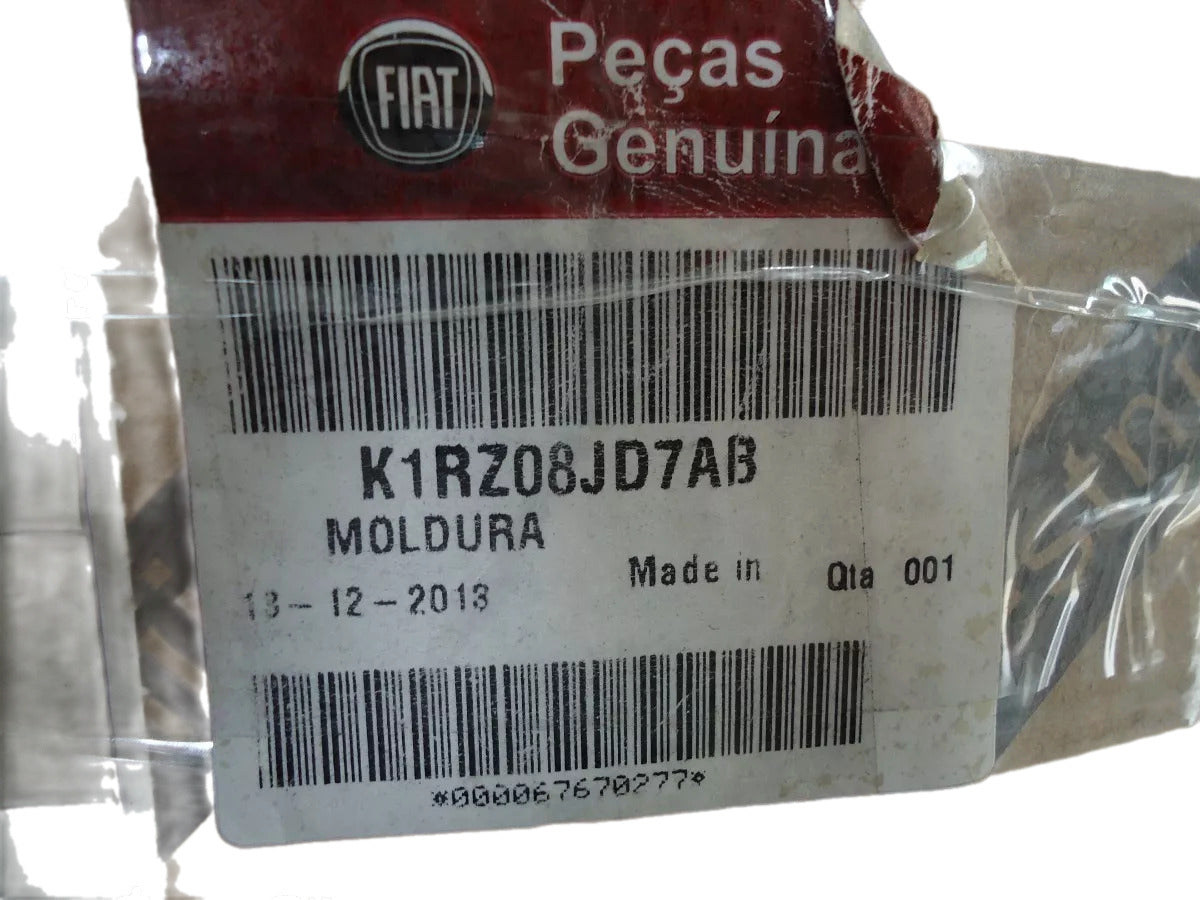 FIAT
Peças
Genuína
K1RZ08JD7AB
MOLDURA
13-12-2013
Made in
Qta 001
*000067670277*